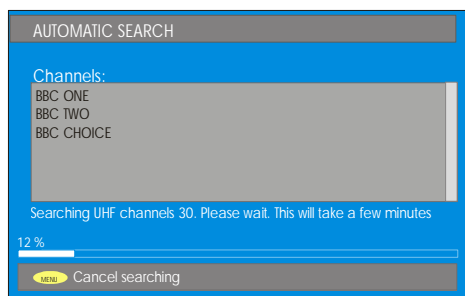 AUTOMATIC SEARCH
Channels:
BBC ONE
BBC TWO
BBC CHOICE
Searching UHF channels 30. Please wait. This will take a few minutes
12 %
MENU Cancel searching